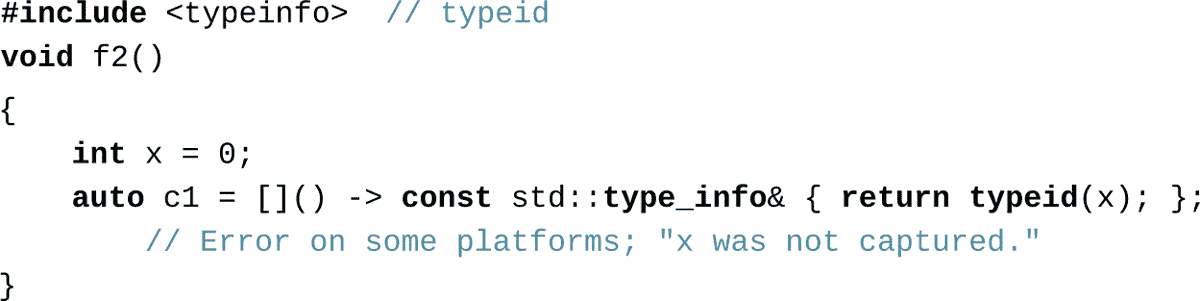 #include <typeinfo>  // typeid
void f2()
{
    int x = 0;
    auto c1 = []() -> const std::type_info& { return typeid(x); };
        // Error on some platforms; "x was not captured."
}